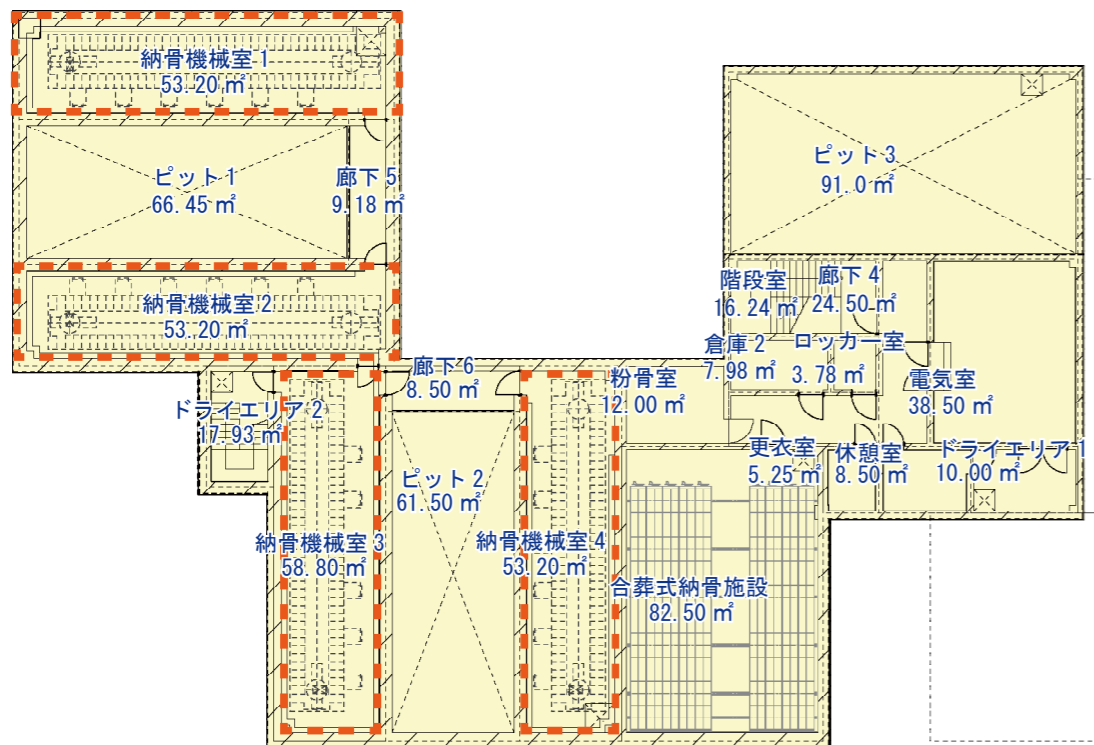 納骨機械室 1
53.20 ㎡
ピット 1
66.45 ㎡
廊下 5
9.18 ㎡
納骨機械室 2
53.20 ㎡
ピット 3
91.0 ㎡
階段室
16.24 ㎡
廊下 4
24.50 ㎡
倉庫 2
7.98 ㎡
ロッカー室
3.78 ㎡
電気室
38.50 ㎡
廊下 6
8.50 ㎡
粉骨室
12.00 ㎡
ドライエリア 2
17.93 ㎡
更衣室
5.25 ㎡
休憩室
8.50 ㎡
ドライエリア 1
10.00 ㎡
ピット 2
61.50 ㎡
納骨機械室 3
58.80 ㎡
納骨機械室 4
53.20 ㎡
合葬式納骨施設
82.50 ㎡